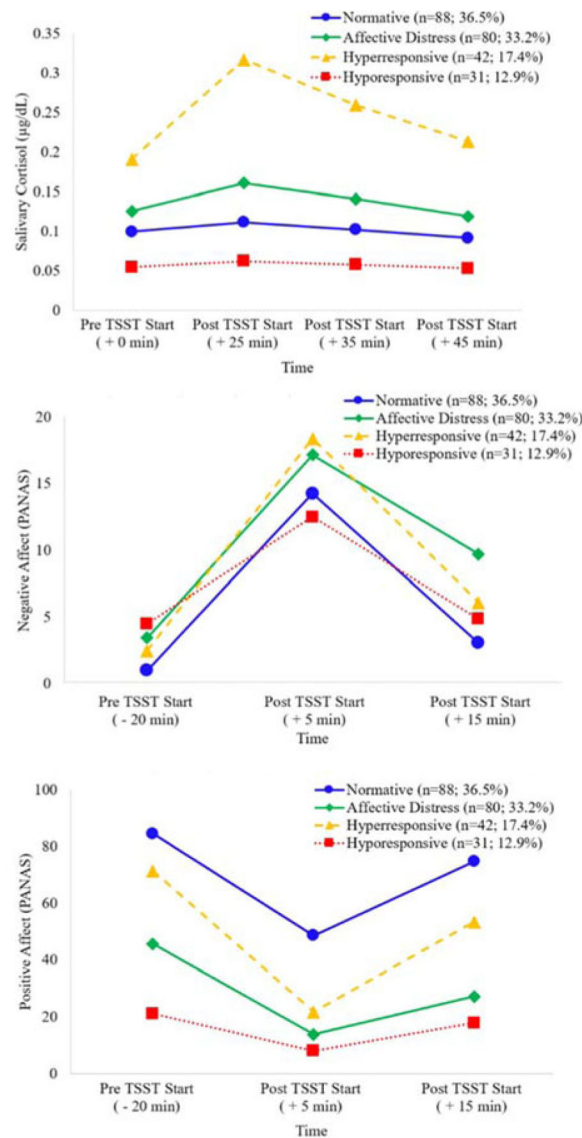 Normative (n=88; 36.5%)
Affective Distress (n=80; 33.2%)
Hyperresponsive (n=42; 17.4%)
Hyporesponsive (n=31; 12.9%)
Salivary Cortisol (µg/dL)
0.35
0.3
0.25
0.2
0.15
0.1
0.05
0
Pre TSST Start Post TSST Start Post TSST Start Post TSST Start
( + 0 min) ( + 25 min) ( + 35 min) ( + 45 min)
Time
Normative (n=88; 36.5%)
Affective Distress (n=80; 33.2%)
Hyperresponsive (n=42; 17.4%)
Hyporesponsive (n=31; 12.9%)
Negative Affect (PANAS)
20
15
10
5
0
Pre TSST Start Post TSST Start Post TSST Start
( - 20 min) ( + 5 min) ( + 15 min)
Time
Normative (n=88; 36.5%)
Affective Distress (n=80; 33.2%)
Hyperresponsive (n=42; 17.4%)
Hyporesponsive (n=31; 12.9%)
Positive Affect (PANAS)
100
80
60
40
20
0
Pre TSST Start Post TSST Start Post TSST Start
( - 20 min) ( + 5 min) ( + 15 min)
Time